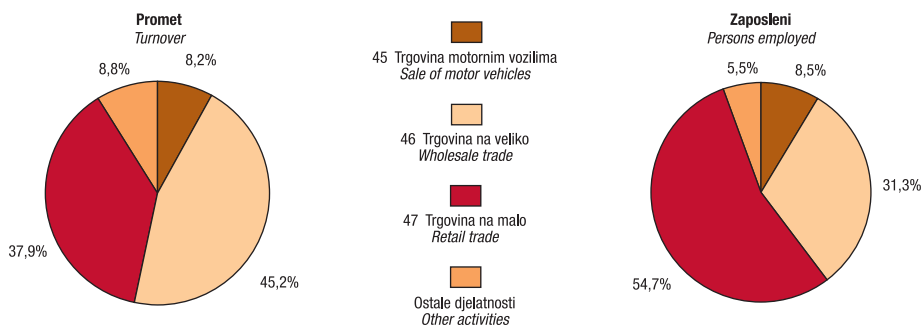 Promet
Turnover
8,8%
8,2%
37,9%
45,2%
45 Trgovina motornim vozilima
Sale of motor vehicles
46 Trgovina na veliko
Wholesale trade
47 Trgovina na malo
Retail trade
Ostale djelatnosti
Other activities
Zaposleni
Persons employed
5,5%
8,5%
31,3%
54,7%